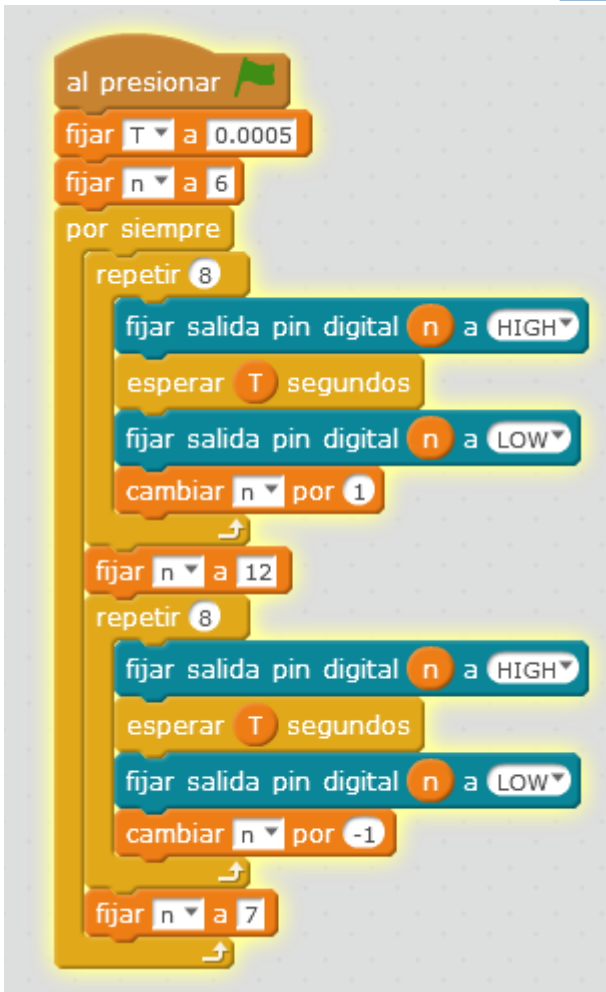 al presionar
fijar T a 0.0005
fijar n a 6
por siempre
repetir 8
fijar salida pin digital n a HIGH
esperar T segundos
fijar salida pin digital n a LOW
cambiar n por 1
fijar n a 12
repetir 8
fijar salida pin digital n a HIGH
esperar T segundos
fijar salida pin digital n a LOW
cambiar n por -1
fijar n a 7